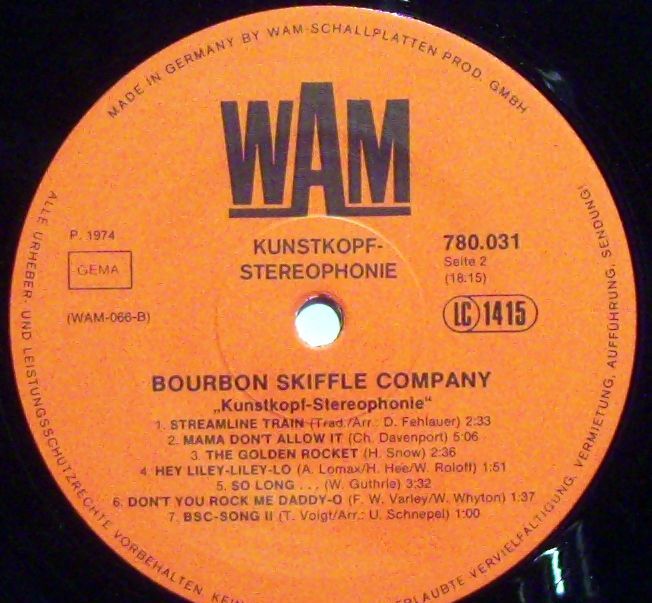 MADE IN GERMANY BY WAM-SCHALLPLATTEN PROD. GMBH
WAM
KUNSTKOPF-
STEREOPHONIE
P. 1974
GEMA
(WAM-066-B)
780.031
Seite 2
(18.15)
LC 1415
BOURBON SKIFFLE COMPANY
„Kunstkopf-Stereophonie"
1. STREAMLINE TRAIN (Trad./Arr.: D. Fehlauer) 2:33
2. MAMA DON'T ALLOW IT (Ch. Davenport) 5:06
3. THE GOLDEN ROCKET (H. Snow) 2:36
4. HEY LILEY-LILEY-LO (A. Lomax/H. Hee/W. Roloff) 1:51
5. SO LONG . . . (W. Guthrie) 3:32
6. DON'T YOU ROCK ME DADDY-O (F. W. Varley/W. Whyton) 1:37
7. BSC-SONG II (T. Voigt/Arr.: U. Schnepel) 1:00
ALLE URHEBER- UND LEISTUNGSSCHUTZRECHTE VORBEHALTEN. KEIN
ERLAUBTE VERVIELFÄLTIGUNG, VERMIETUNG, AUFFÜHRUNG, SENDUNG!